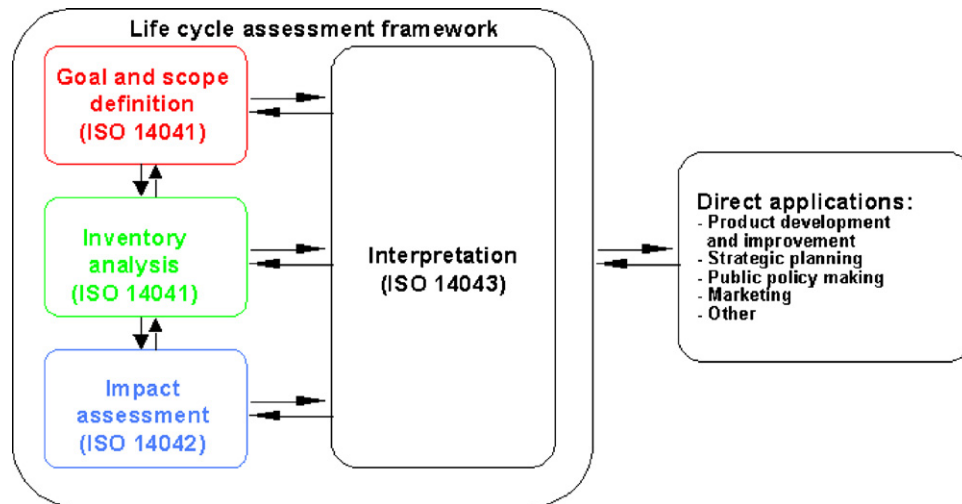 Life cycle assessment framework
Goal and scope
definition
(ISO 14041)
Inventory
analysis
(ISO 14041)
Impact
assessment
(ISO 14042)
Interpretation
(ISO 14043)
Direct applications:
- Product development
and improvement
- Strategic planning
- Public policy making
- Marketing
- Other